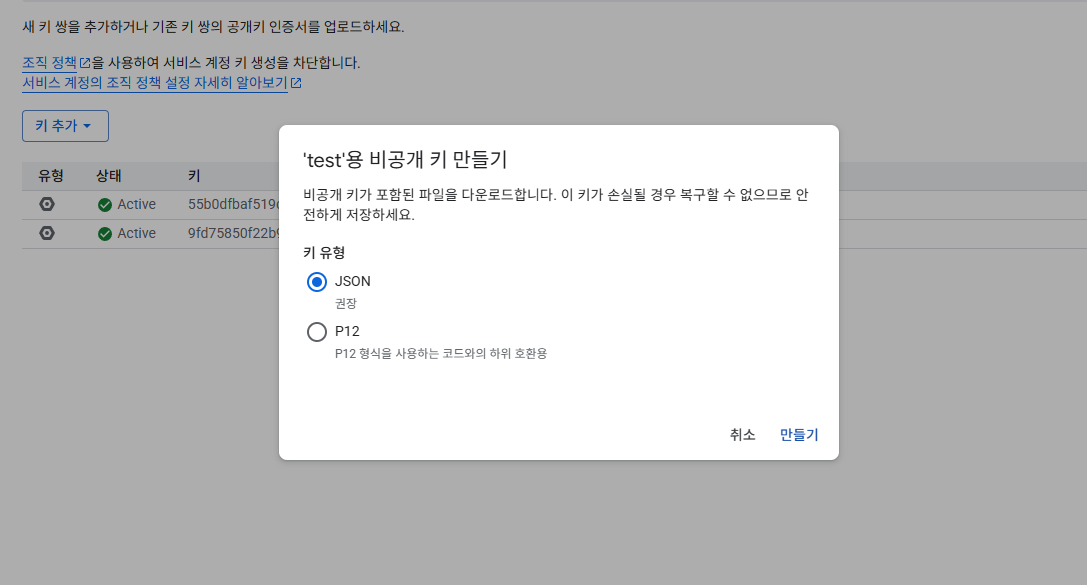 새 키 쌍을 추가하거나 기존 키 쌍의 공개키 인증서를 업로드하세요.
조직 정책을 사용하여 서비스 계정 키 생성을 차단합니다.
서비스 계정의 조직 정책 설정 자세히 알아보기
키 추가
유형 상태 키
Active 55b0dfbaf519
Active 9fd75850f22b9
'test'용 비공개 키 만들기
비공개 키가 포함된 파일을 다운로드합니다. 이 키가 손실될 경우 복구할 수 없으므로 안
전하게 저장하세요.
키 유형
JSON
권장
P12
P12 형식을 사용하는 코드와의 하위 호환용
취소 만들기